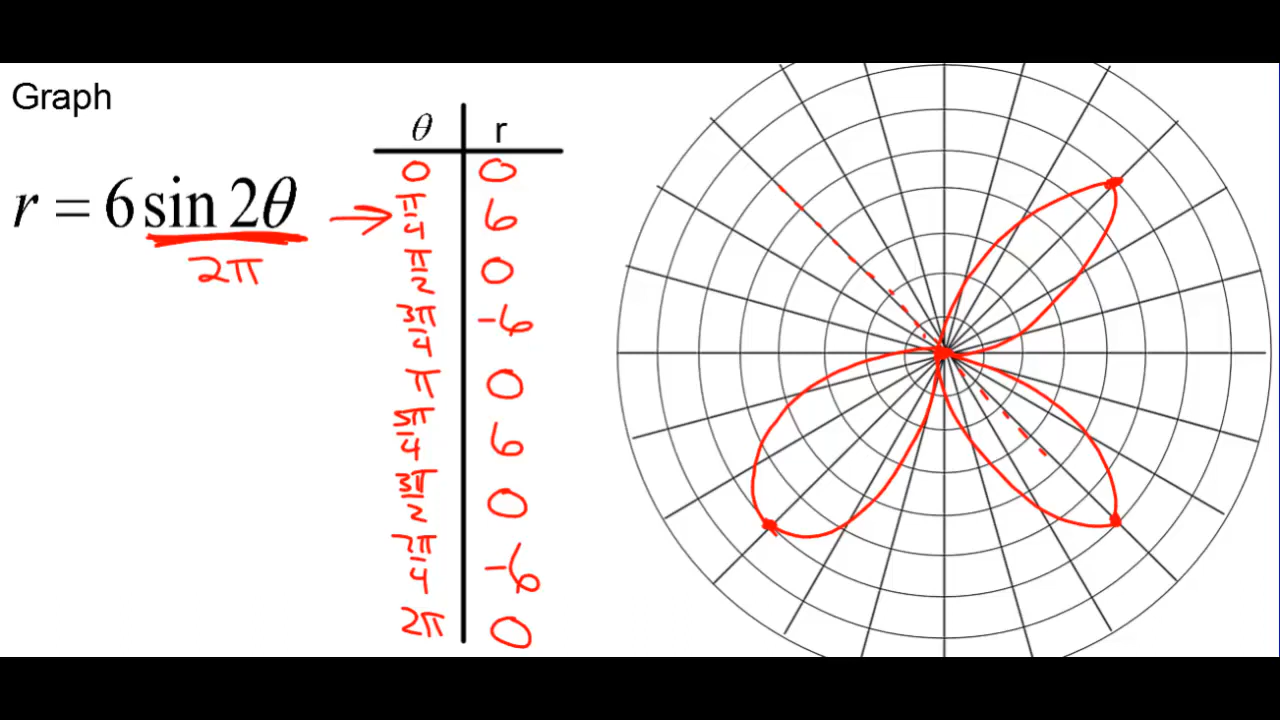 Graph
θ r
r = 6 sin 2θ
2π
0 0
π/4 6
π/2 0
3π/4 -6
π 0
5π/4 6
3π/2 0
7π/4 -6
2π 0